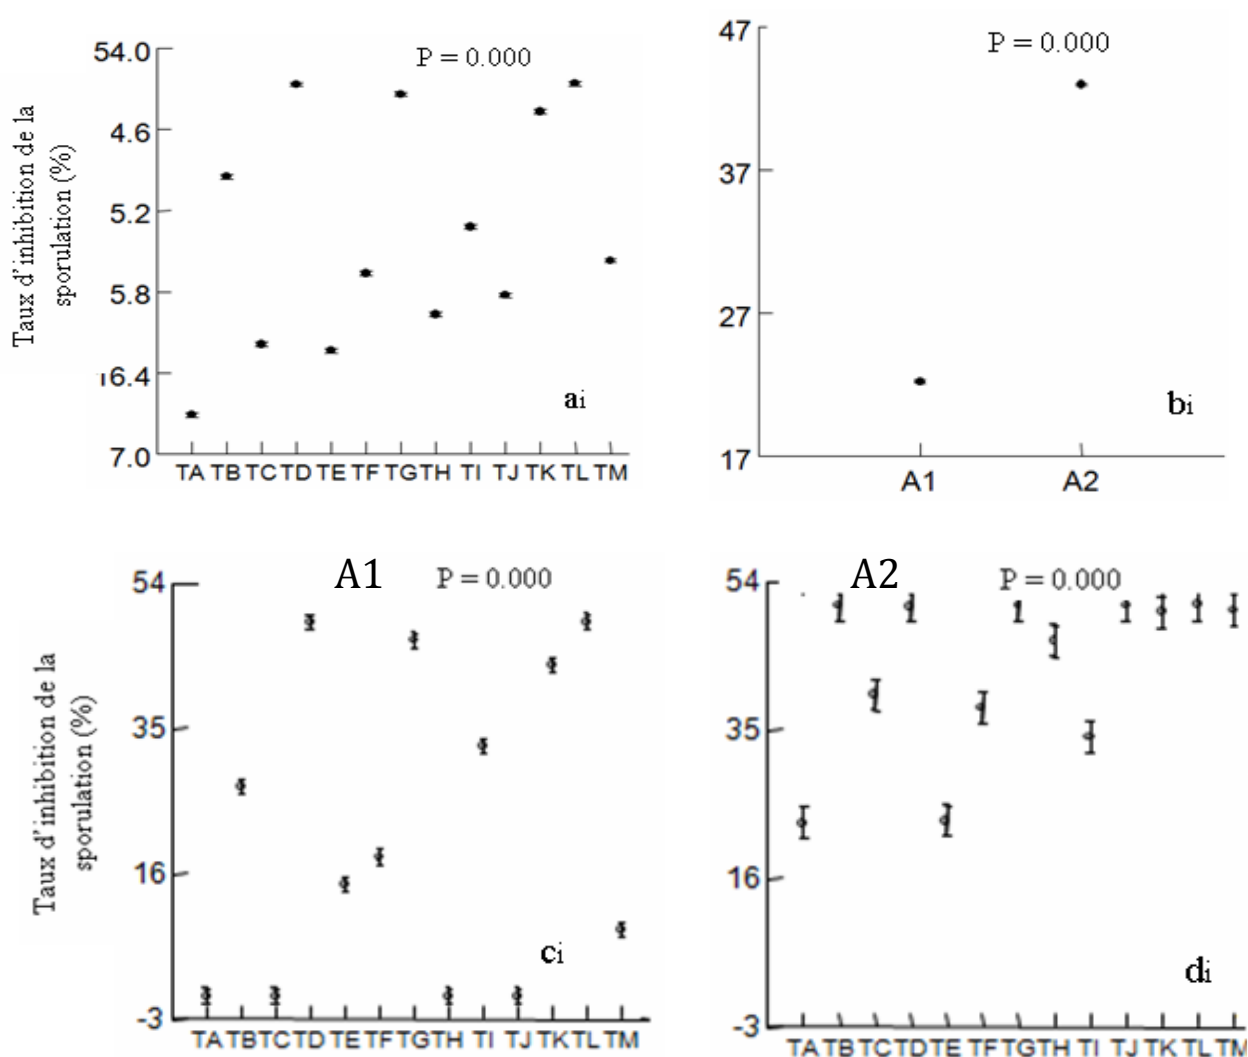 54.0
P = 0.000
4.6
5.2
5.8
16.4
7.0
Taux d'inhibition de la
sporulation (%)
ai
TA TB TC TD TE TF TG TH TI TJ TK TL TM
47
P = 0.000
37
27
17
bi
A1 A2
54
A1 P = 0.000
35
16
-3
Taux d'inhibition de la
sporulation (%)
ci
TA TB TC TD TE TF TG TH TI TJ TK TL TM
54
A2 P = 0.000
35
16
-3
di
TA TB TC TD TE TF TG TH TI TJ TK TL TM